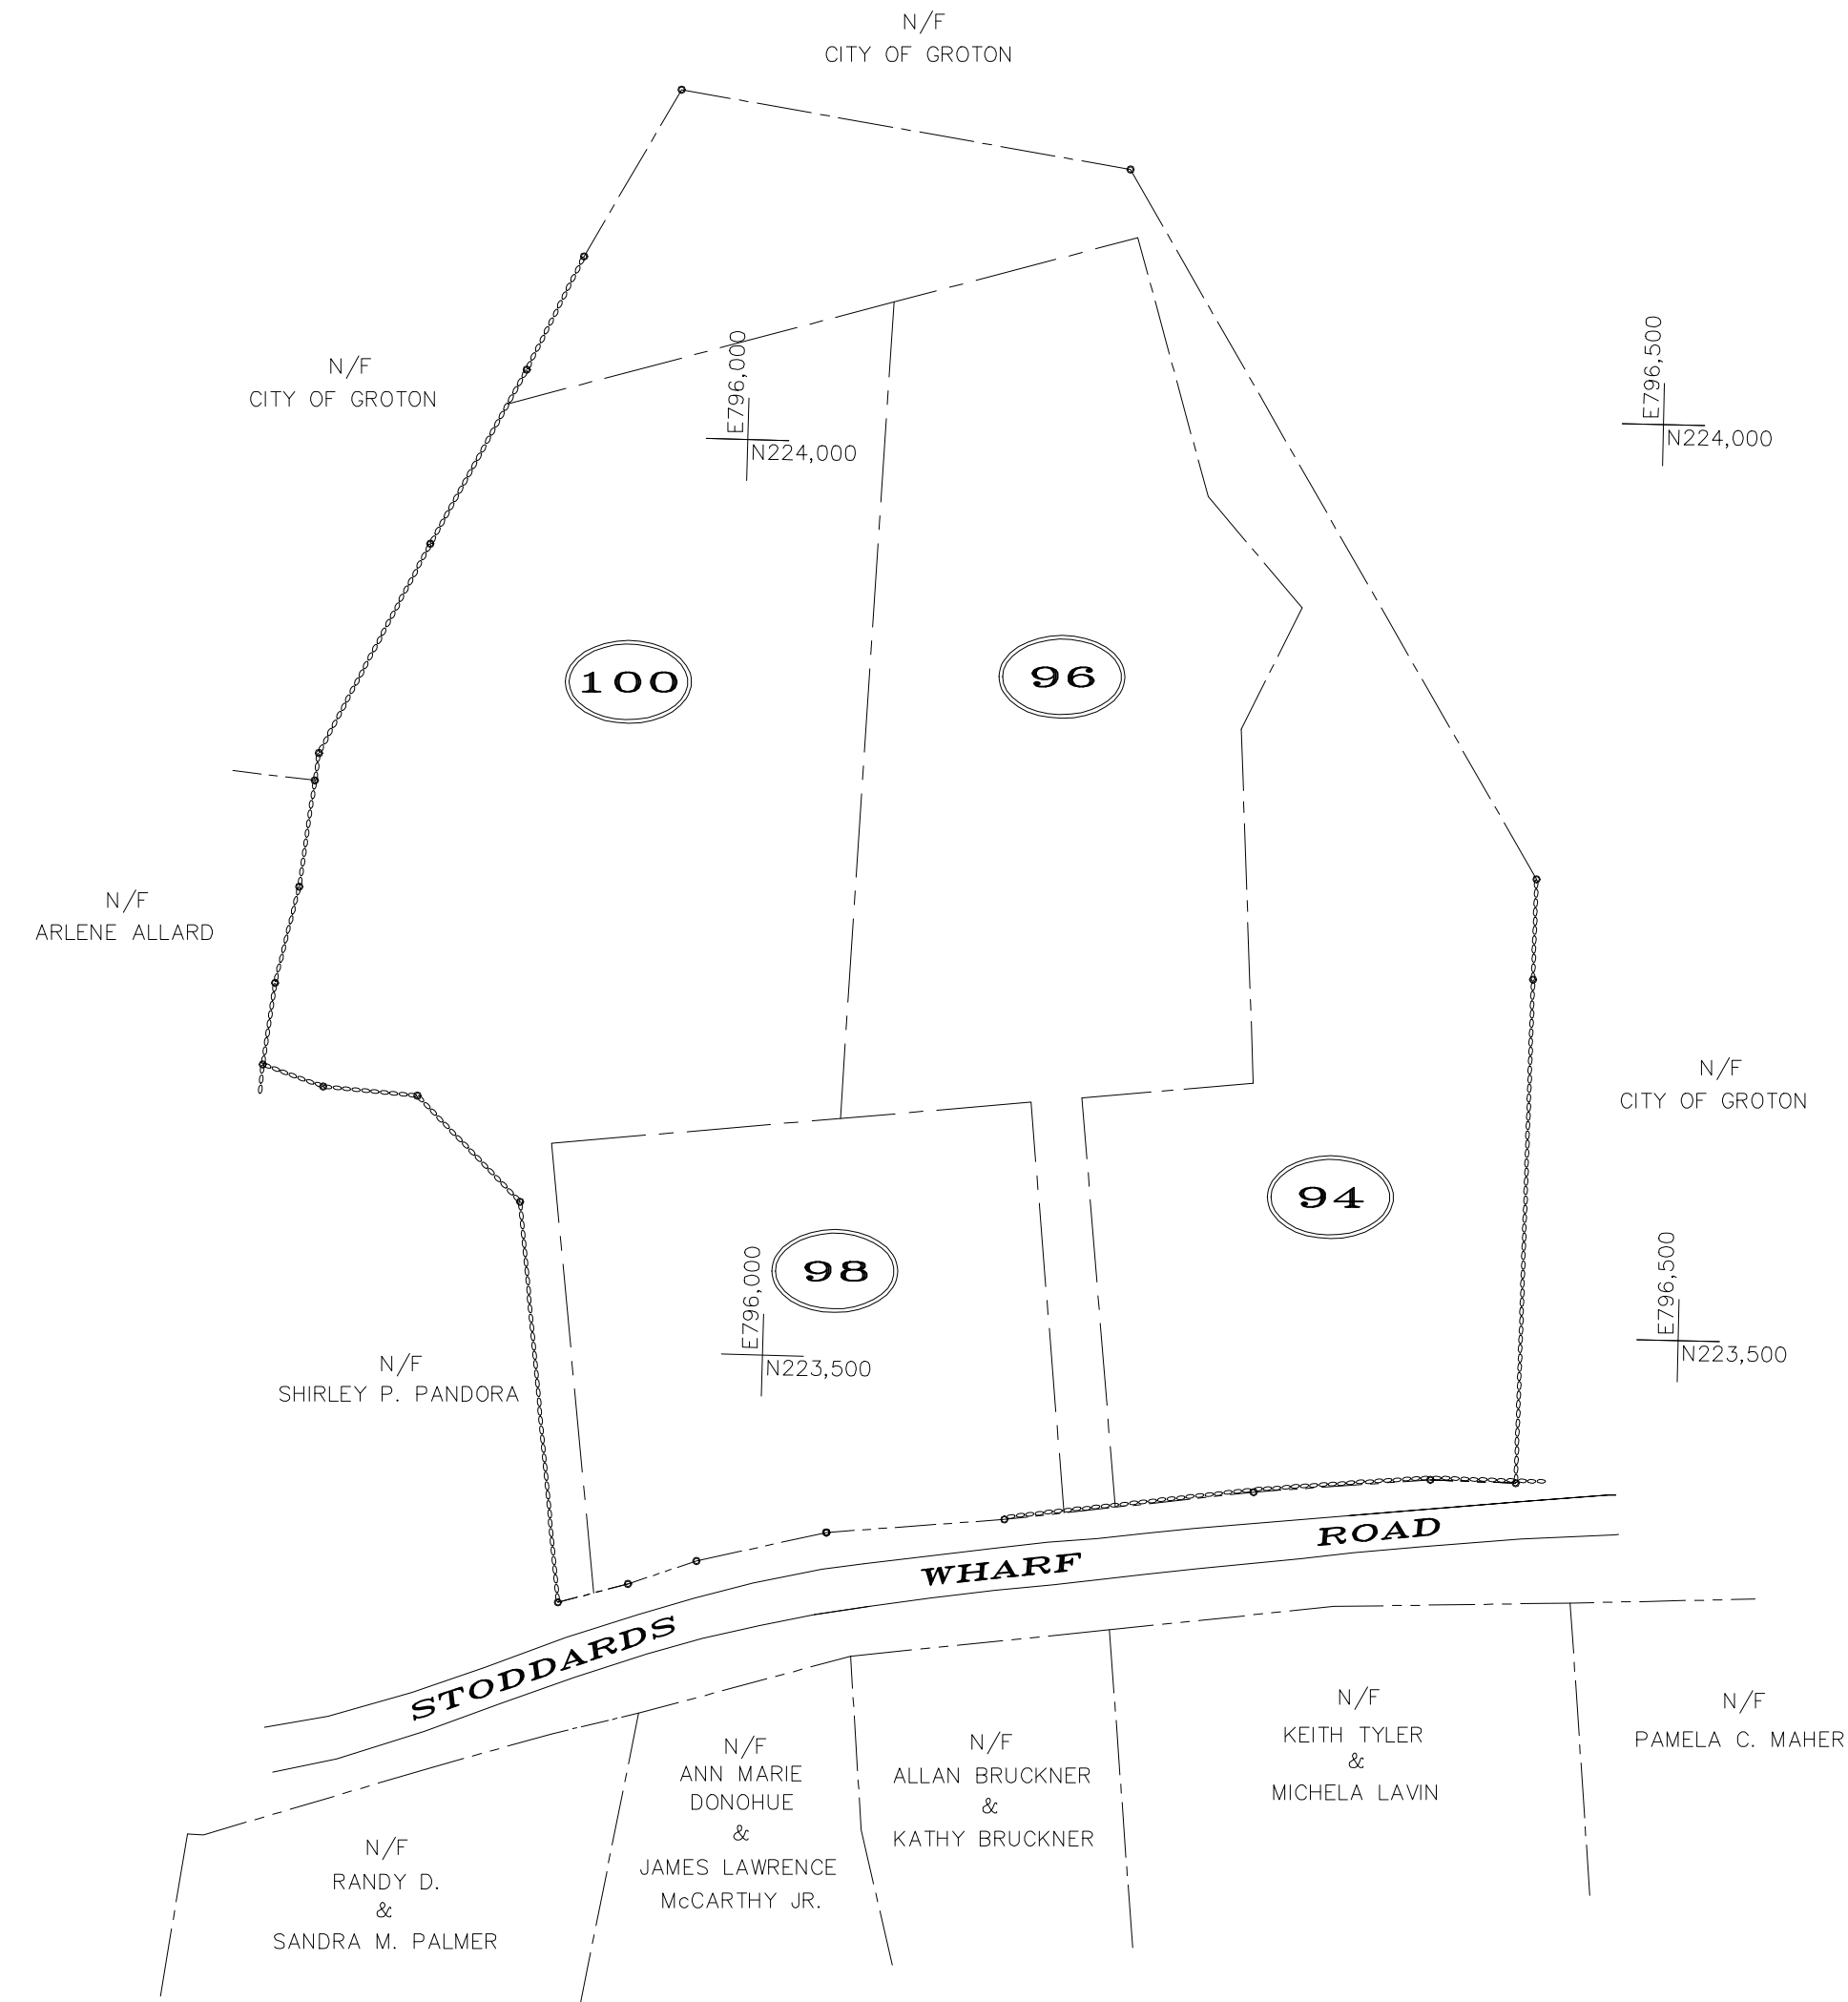 N/F
CITY OF GROTON
N/F
CITY OF GROTON
E796,000
N224,000
E796,500
N224,000
100
96
N/F
ARLENE ALLARD
N/F
CITY OF GROTON
94
98
E796,000
N223,500
E796,500
N223,500
N/F
SHIRLEY P. PANDORA
STODDARDS WHARF ROAD
N/F
RANDY D.
&
SANDRA M. PALMER
N/F
ANN MARIE
DONOHUE
&
JAMES LAWRENCE
McCARTHY JR.
N/F
ALLAN BRUCKNER
&
KATHY BRUCKNER
N/F
KEITH TYLER
&
MICHELA LAVIN
N/F
PAMELA C. MAHER